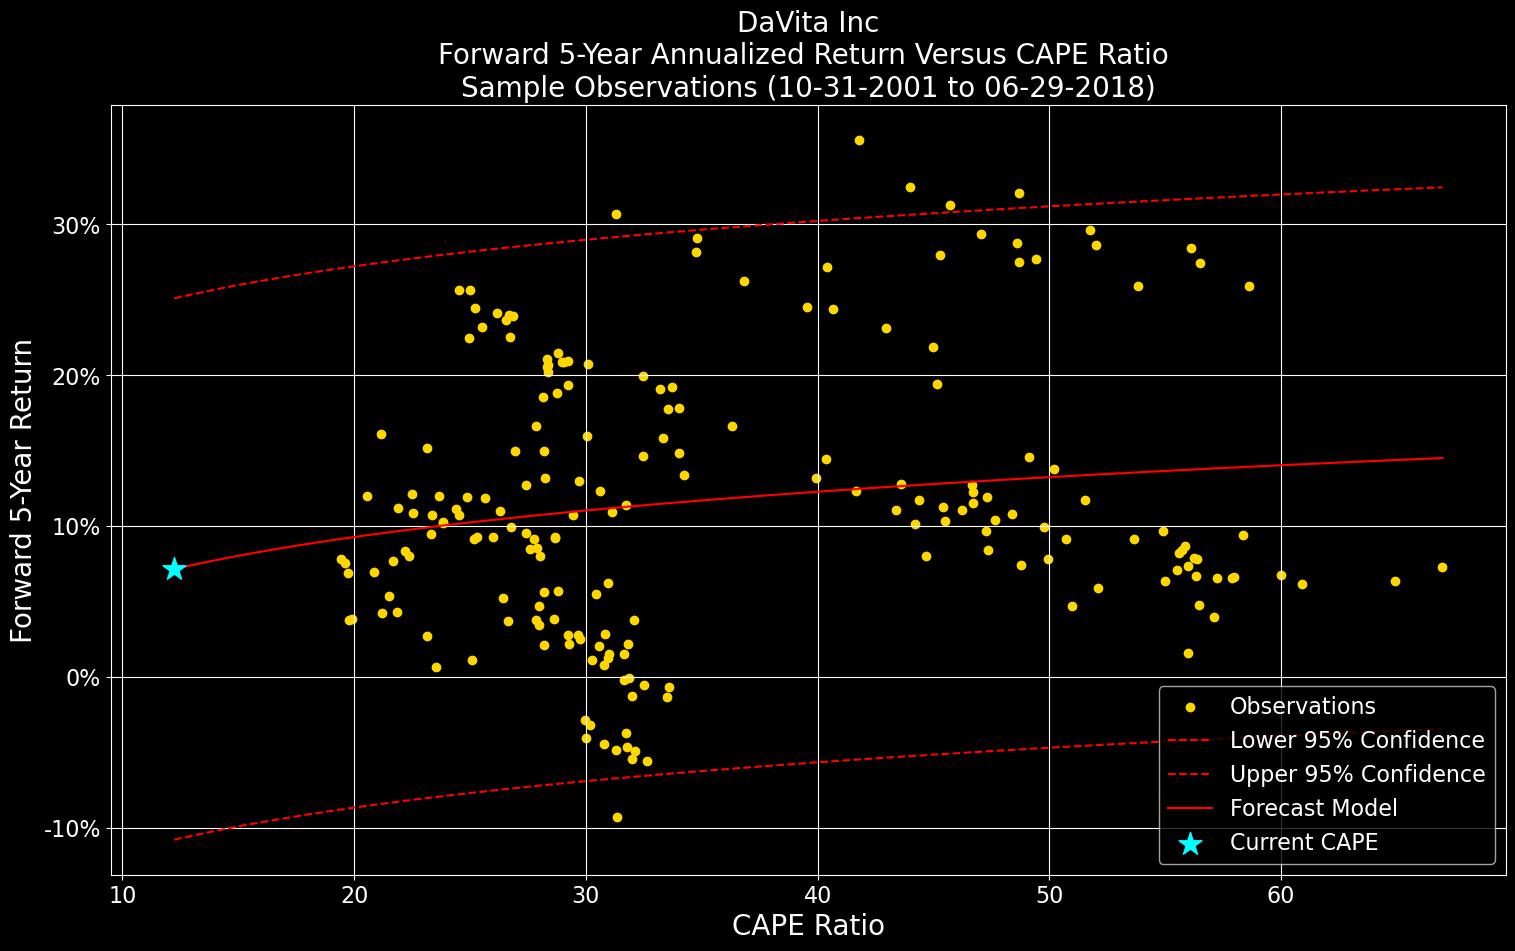 DaVita Inc
Forward 5-Year Annualized Return Versus CAPE Ratio
Sample Observations (10-31-2001 to 06-29-2018)
Forward 5-Year Return
30%
20%
10%
0%
-10%
10 20 30 40 50 60
CAPE Ratio
Observations
Lower 95% Confidence
Upper 95% Confidence
Forecast Model
Current CAPE